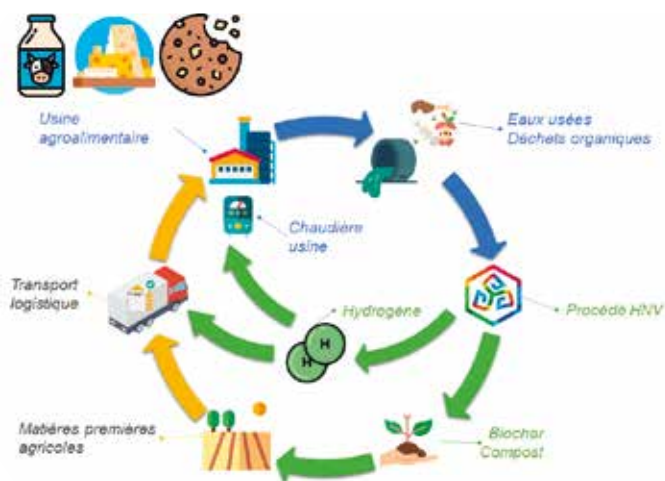 Usine
agroalimentaire
Eaux usées
Déchets organiques
Chaudière
usine
Transport
logistique
Hydrogène
H
H
Procédé HNV
Matières premières
agricoles
Biochar
Compost